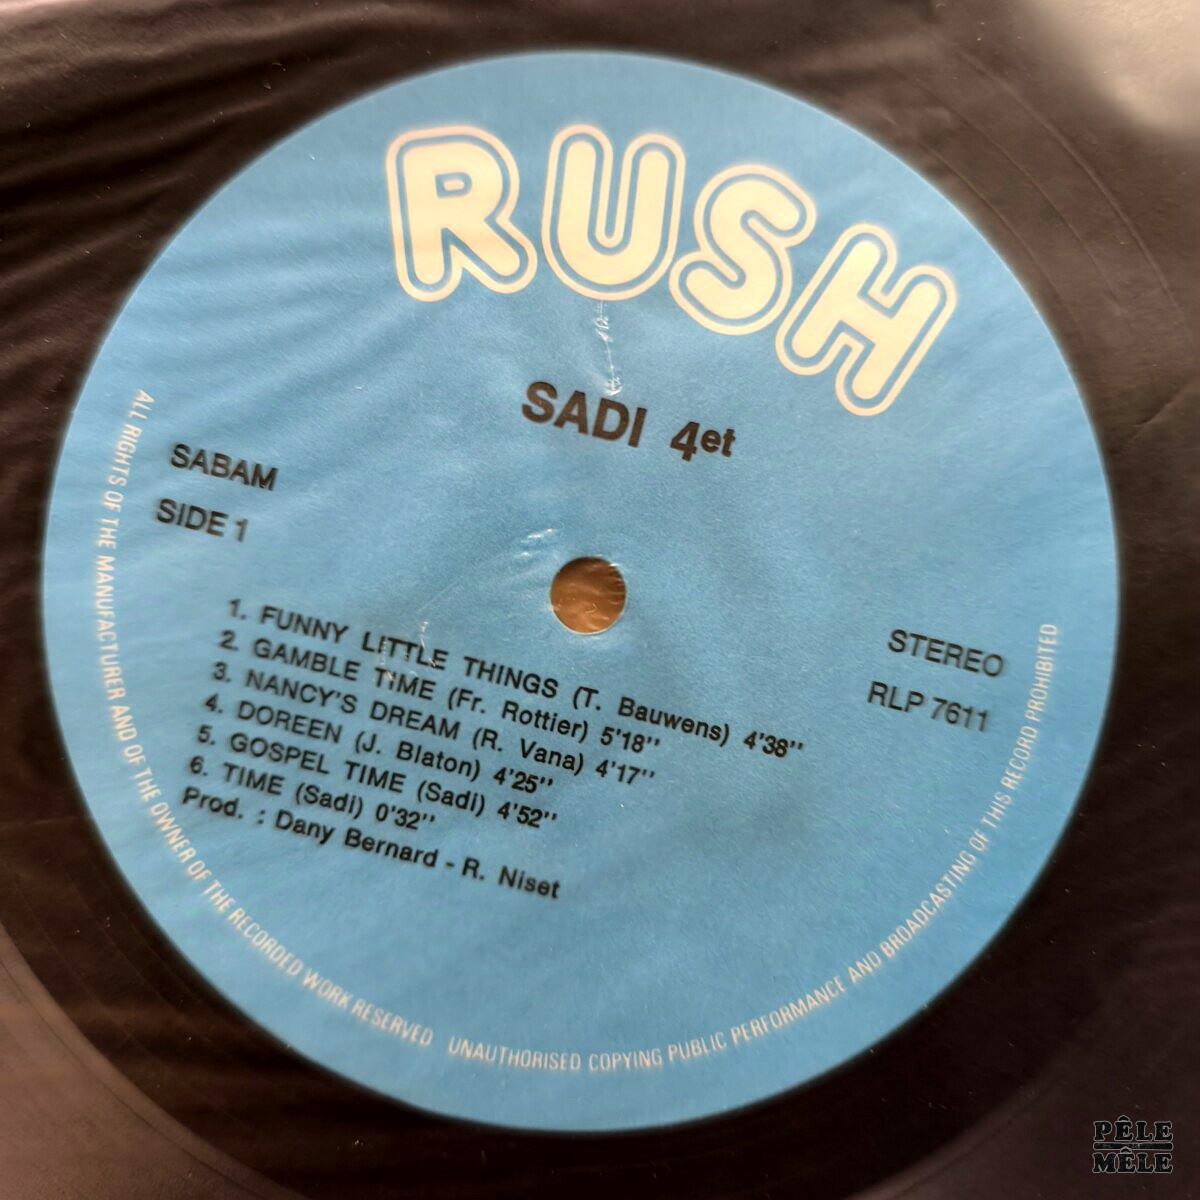 RUSH
SADI 4et
SABAM
SIDE 1
STEREO
RLP 7611
1. FUNNY LITTLE THINGS (T. Bauwens) 4'38''
2. GAMBLE TIME (Fr. Rottier) 5'18''
3. NANCY'S DREAM (R. Vana) 4'17''
4. DOREEN (J. Blaton) 4'25''
5. GOSPEL TIME (Sadi) 4'52''
6. TIME (Sadi) 0'32''
Prod. : Dany Bernard - R. Niset
ALL RIGHTS OF THE MANUFACTURER AND OF THE OWNER OF THE RECORDED WORK RESERVED UNAUTHORISED COPYING PUBLIC PERFORMANCE AND BROADCASTING OF THIS RECORD PROHIBITED
PÊLE
MÊLE